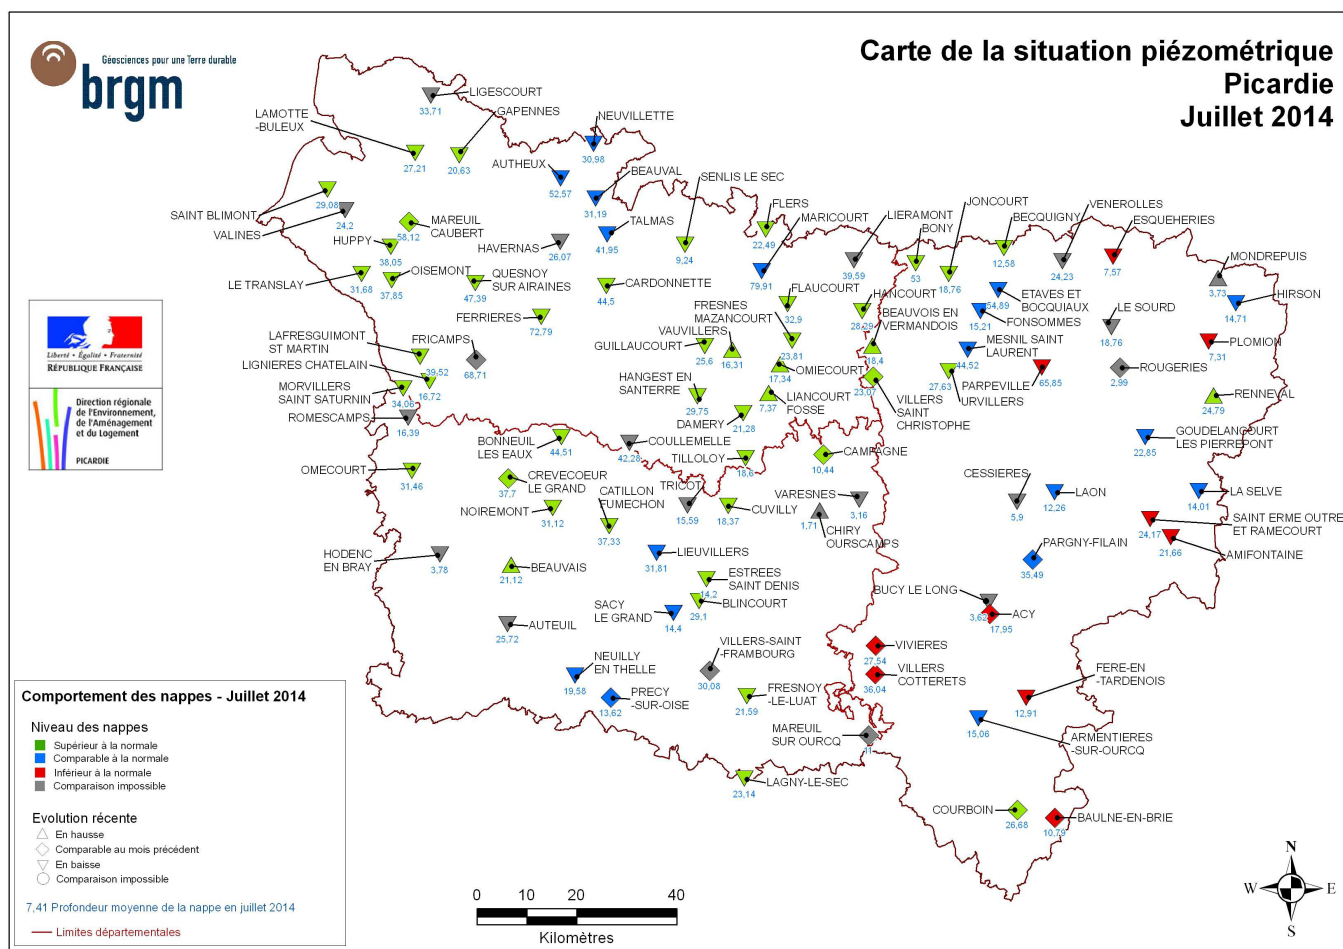 Géosciences pour une Terre durable
brgm
Carte de la situation piézométrique
Picardie
Juillet 2014
LIGESCOURT
33,71
GAPENNES
20,63
LAMOTTE
-BULEUX
27,21
NEUVILLETTE
30,98
AUTHEUX
52,57
BEAUVAL
31,19
SENLIS LE SEC
9,24
SAINT BLIMONT
29,08
VALINES
24,2
MAREUIL
CAUBERT
58,12
HUPPY
38,05
HAVERNAS
26,07
TALMAS
41,95
FLERS
22,49
MARICOURT
79,91
LIERAMONT
39,59
BONY
53
JONCOURT
18,76
BECQUIGNY
12,58
VENEROLLES
24,23
ESQUEHERIES
7,57
MONDREPUIS
3,73
HIRSON
14,71
LE TRANSLAY
31,68
OISEMONT
37,85
QUESNOY
SUR AIRAINES
47,39
CARDONNETTE
44,5
FERRIERES
72,79
FLAUCOURT
32,9
HANCOURT
28,29
ETAVES ET
BOCQUIAUX
54,89
FONSOMMES
15,21
LE SOURD
18,76
PLOMION
7,31
FRESNES
MAZANCOURT
23,81
VAUVILLERS
16,31
GUILLAUCOURT
25,6
BEAUVOIS EN
VERMANDOIS
18,4
MESNIL SAINT
LAURENT
44,52
LAFRESGUIMONT
ST MARTIN
39,52
FRICAMPS
68,71
LIGNIERES CHATELAIN
16,72
OMIECOURT
17,34
PARPEVILLE
65,85
ROUGERIES
2,99
URVILLERS
27,63
MORVILLERS
SAINT SATURNIN
34,06
HANGEST EN
SANTERRE
29,75
LIANCOURT
FOSSE
7,37
VILLERS
SAINT
CHRISTOPHE
23,07
RENNEVAL
24,79
ROMESCAMPS
16,39
DAMERY
21,28
BONNEUIL
LES EAUX
44,51
COULLEMELLE
42,28
TILLOLOY
18,6
CAMPAGNE
10,44
GOUDELANCOURT
LES PIERREPONT
22,85
OMECOURT
31,46
CREVECOEUR
LE GRAND
37,7
CATILLON
FUMECHON
37,33
TRICOT
15,59
CUVILLY
18,37
VARESNES
3,16
CESSIERES
5,9
LAON
12,26
LA SELVE
14,01
NOIREMONT
31,12
CHIRY
OURSCAMPS
1,71
SAINT ERME OUTRE
ET RAMECOURT
24,17
AMIFONTAINE
21,66
HODENC
EN BRAY
3,78
BEAUVAIS
21,12
LIEUVILLERS
31,81
PARGNY-FILAIN
35,49
ESTREES
SAINT DENIS
14,2
BLINCOURT
29,1
SACY
LE GRAND
14,4
BUCY LE LONG
3,62
ACY
17,95
AUTEUIL
25,72
VIVIERES
27,54
VILLERS
COTTERETS
36,04
NEUILLY
EN THELLE
19,58
VILLERS-SAINT
-FRAMBOURG
30,08
FERE-EN
-TARDENOIS
12,91
PRECY
-SUR-OISE
13,62
FRESNOY
-LE-LUAT
21,59
MAREUIL
SUR OURCQ
11
ARMENTIERES
-SUR-OURCQ
15,06
LAGNY-LE-SEC
23,14
COURBOIN
26,68
BAULNE-EN-BRIE
10,79
Liberté • Égalité • Fraternité
RÉPUBLIQUE FRANÇAISE
Direction régionale
de l'Environnement,
de l'Aménagement
et du Logement
PICARDIE
Comportement des nappes - Juillet 2014
Niveau des nappes
Supérieur à la normale
Comparable à la normale
Inférieur à la normale
Comparaison impossible
Evolution récente
En hausse
Comparable au mois précédent
En baisse
Comparaison impossible
7,41 Profondeur moyenne de la nappe en juillet 2014
Limites départementales
0 10 20 40
Kilomètres
N
W E
S